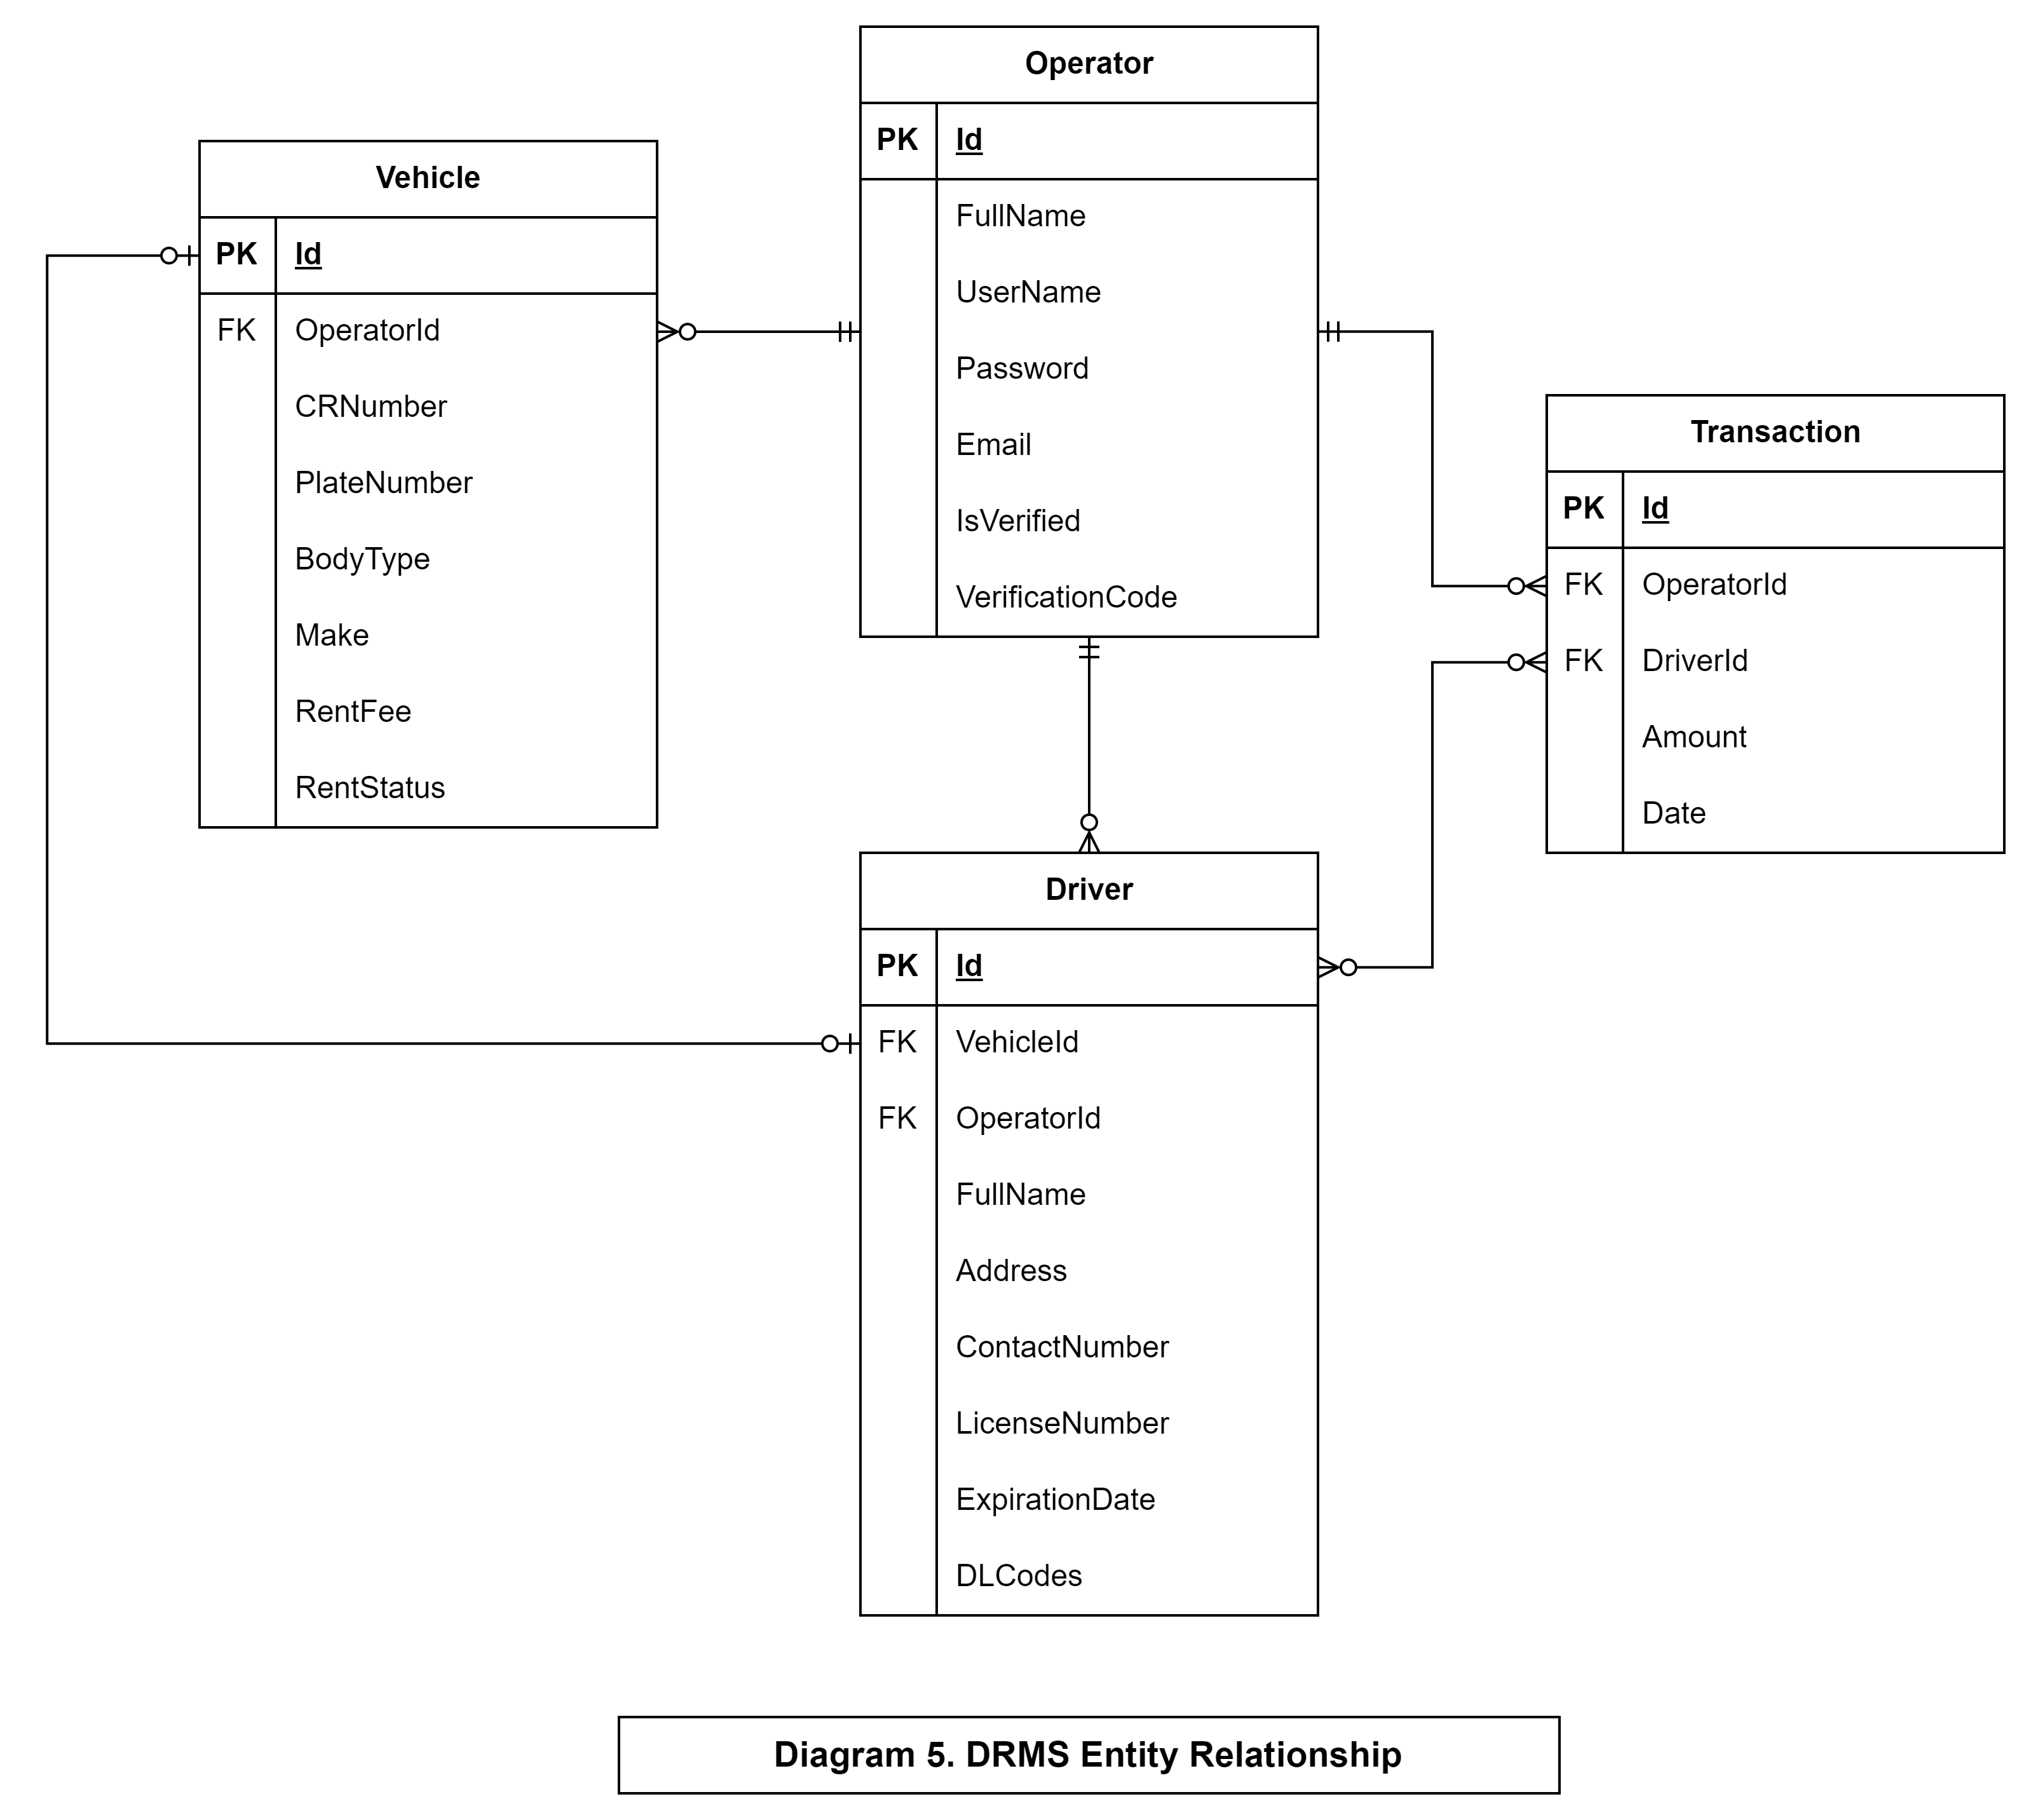 Operator
PK Id
FullName
UserName
Password
Email
IsVerified
VerificationCode
Vehicle
PK Id
FK OperatorId
CRNumber
PlateNumber
BodyType
Make
RentFee
RentStatus
Transaction
PK Id
FK OperatorId
FK DriverId
Amount
Date
Driver
PK Id
FK VehicleId
FK OperatorId
FullName
Address
ContactNumber
LicenseNumber
ExpirationDate
DLCodes
Diagram 5. DRMS Entity Relationship